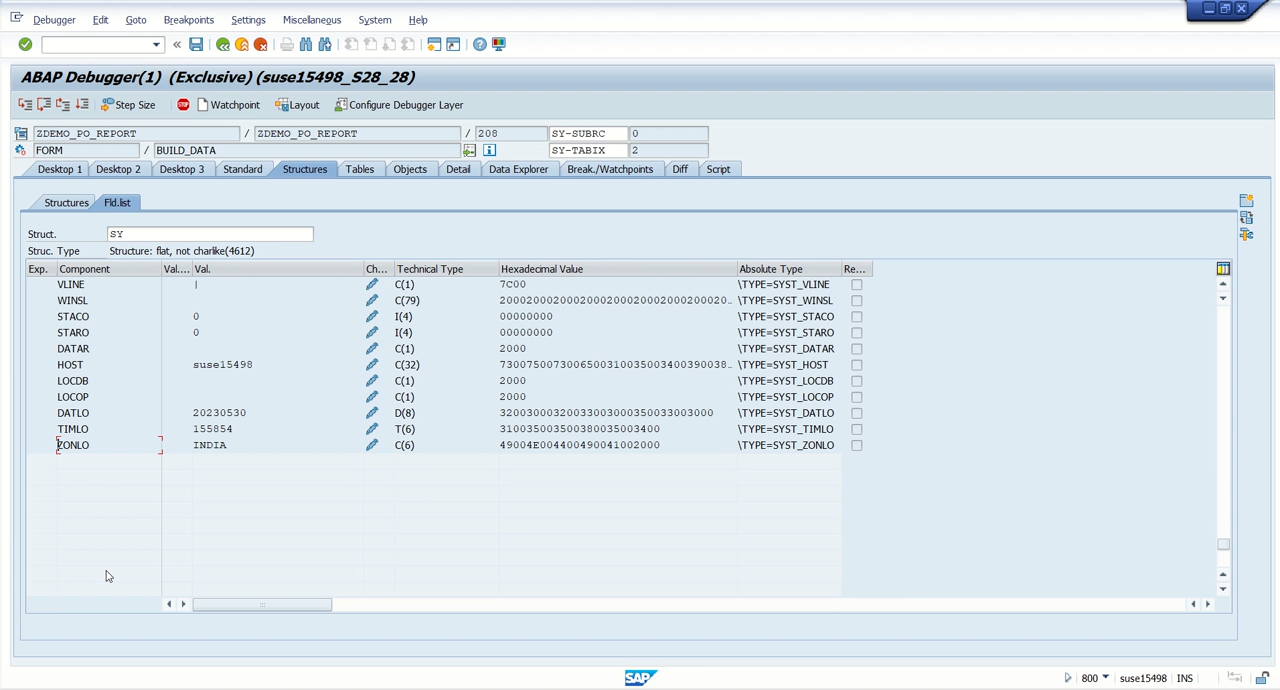 Debugger Edit Goto Breakpoints Settings Miscellaneous System Help
ABAP Debugger(1) (Exclusive) (suse15498_S28_28)
Step Size STOP Watchpoint Layout Configure Debugger Layer
ZDEMO_PO_REPORT / ZDEMO_PO_REPORT / 208 SY-SUBRC 0
FORM / BUILD_DATA SY-TABIX 2
Desktop 1 Desktop 2 Desktop 3 Standard Structures Tables Objects Detail Data Explorer Break./Watchpoints Diff Script
Structures Fld.list
Struct. SY
Struc. Type Structure: flat, not charlike(4612)
Exp. Component Val.... Val. Ch... Technical Type Hexadecimal Value Absolute Type Re...
VLINE | C(1) 7C00 \TYPE=SYST_VLINE
WINSL C(79) 20002000200020002000200020002000200020… \TYPE=SYST_WINSL
STACO 0 I(4) 00000000 \TYPE=SYST_STACO
STARO 0 I(4) 00000000 \TYPE=SYST_STARO
DATAR C(1) 2000 \TYPE=SYST_DATAR
HOST suse15498 C(32) 7300750073006500310035003400390038… \TYPE=SYST_HOST
LOCDB C(1) 2000 \TYPE=SYST_LOCDB
LOCOP C(1) 2000 \TYPE=SYST_LOCOP
DATLO 20230530 D(8) 32003000320033003000350033003000 \TYPE=SYST_DATLO
TIMLO 155854 T(6) 310035003500380035003400 \TYPE=SYST_TIMLO
ZONLO INDIA C(6) 49004E004400490041002000 \TYPE=SYST_ZONLO
SAP 800 suse15498 INS